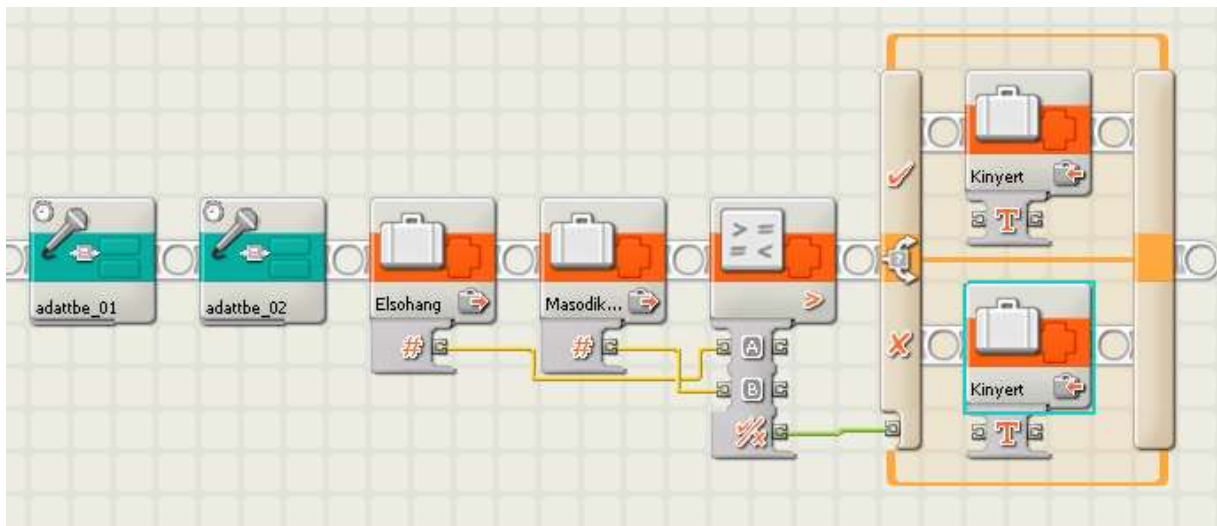 adattbe_01
adattbe_02
Elsohang
Masodik...
> =
= <
>
Kinyert
T
Kinyert
T
#
#
A
B